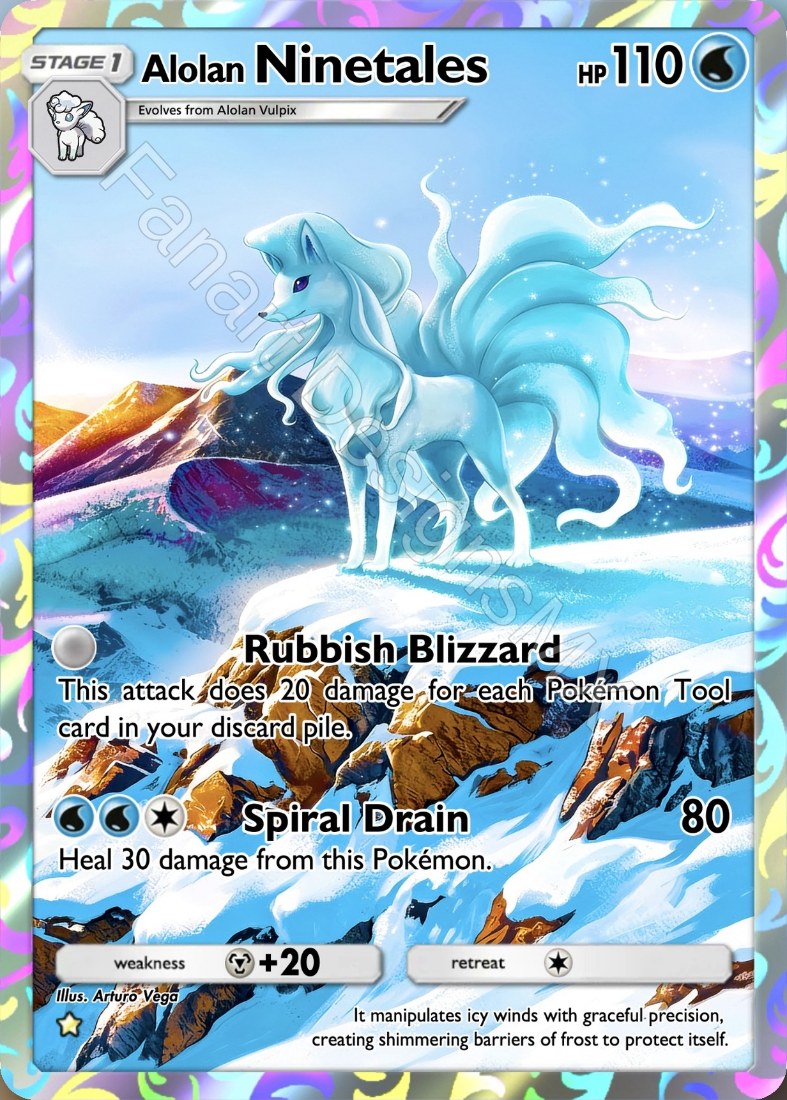 STAGE 1 Alolan Ninetales HP 110
Evolves from Alolan Vulpix
Fanart DesignsMX
Rubbish Blizzard
This attack does 20 damage for each Pokémon Tool
card in your discard pile.
Spiral Drain 80
Heal 30 damage from this Pokémon.
weakness +20 retreat
Illus. Arturo Vega
It manipulates icy winds with graceful precision,
creating shimmering barriers of frost to protect itself.